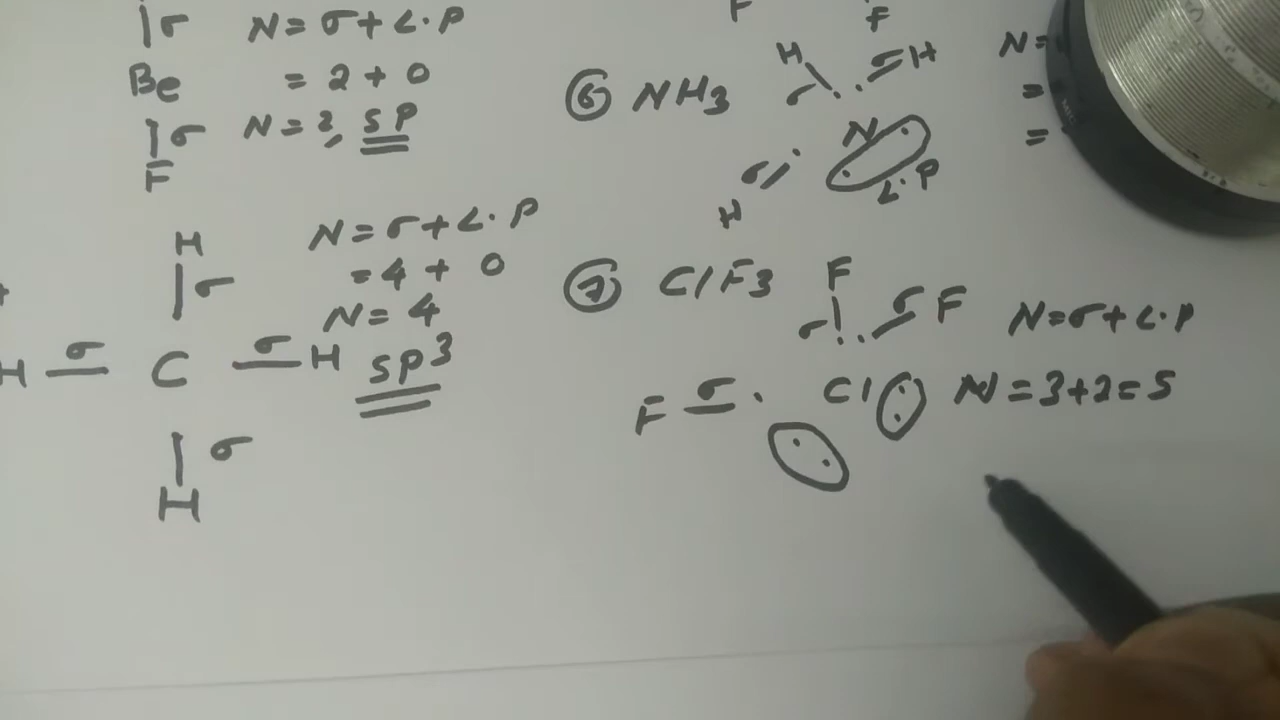 | σ N = σ + L.P
Be = 2 + 0
| σ N = 2, SP
F
H N = σ + L.P
| σ = 4 + 0
N = 4
H σ C σ H SP³
| σ
H
F F
H σ H N =
⑥ NH3 σ =
N =
σ L.P
H
⑦ ClF3 F
σ σ F N = σ + L.P
F σ Cl N = 3+2=5